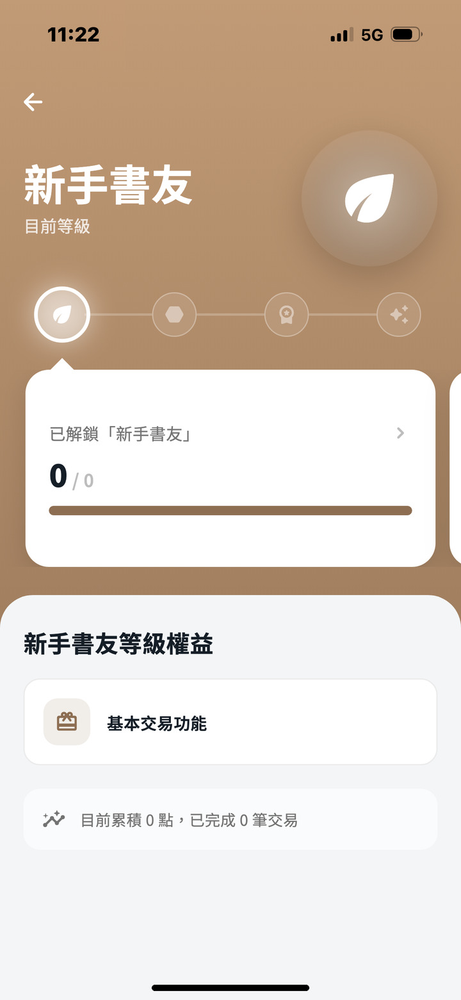 11:22
5G
新手書友
目前等級
已解鎖「新手書友」
0 / 0
新手書友等級權益
基本交易功能
目前累積 0 點，已完成 0 筆交易